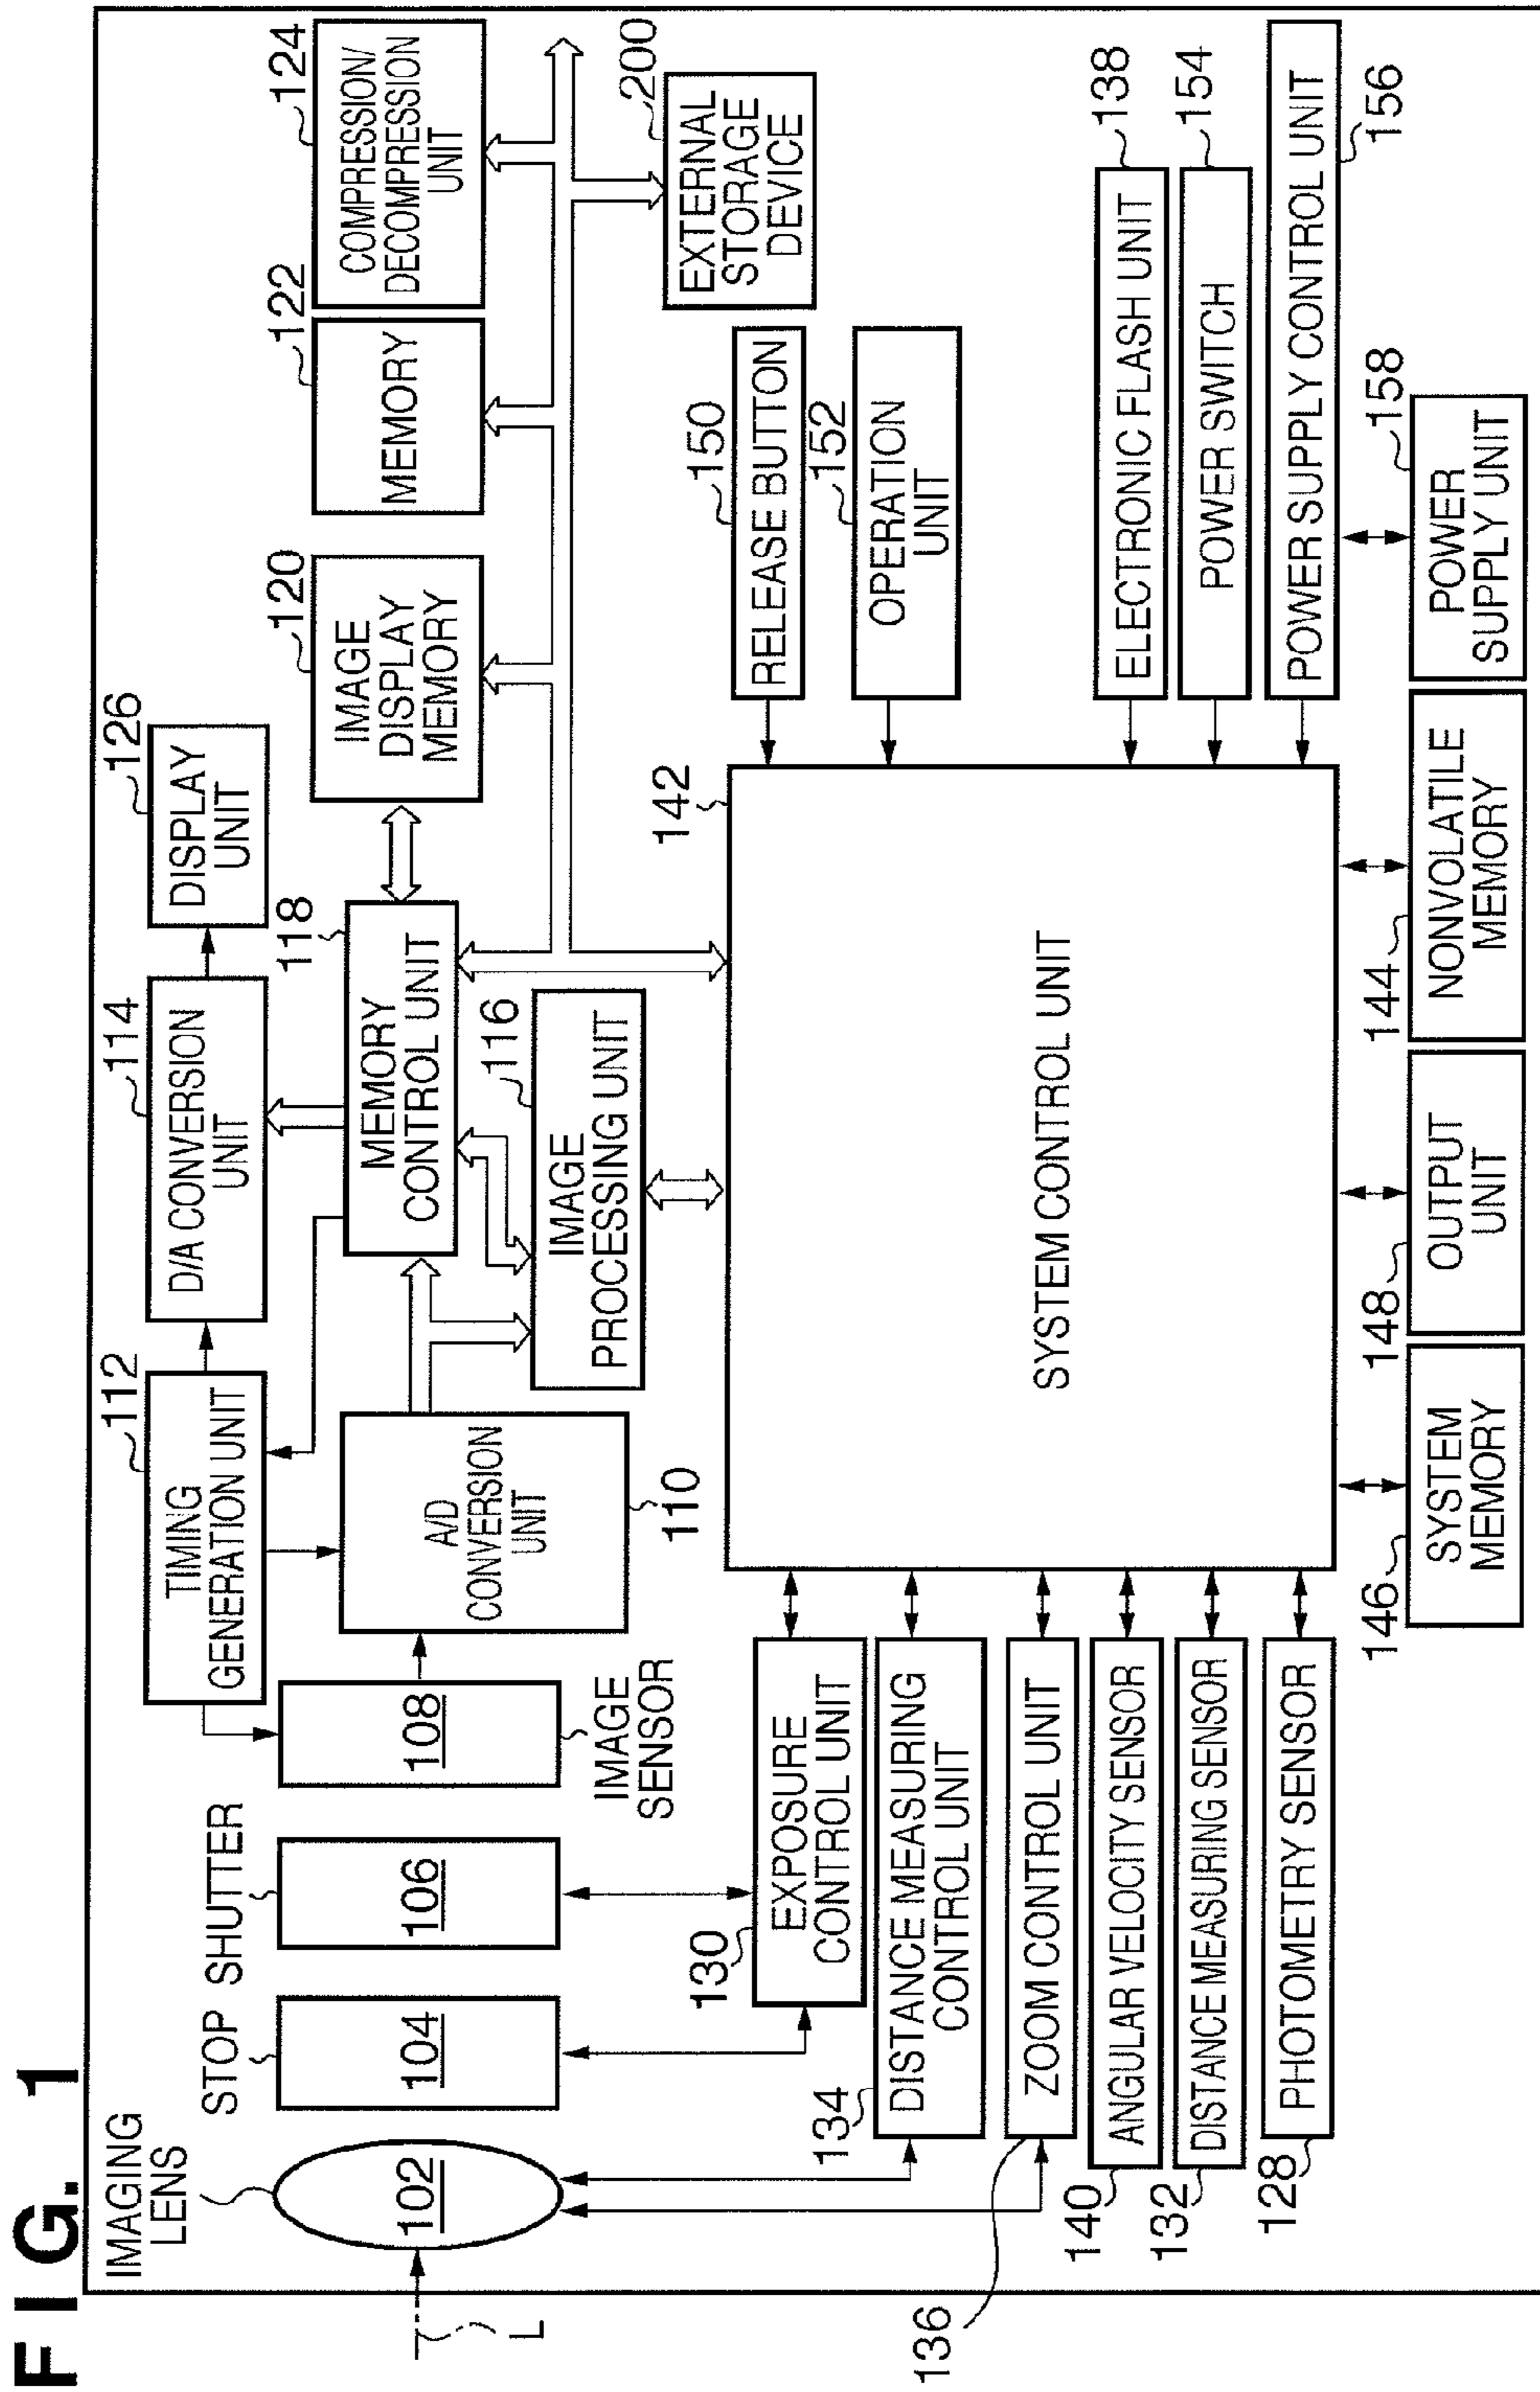 FIG. 1
IMAGING
LENS
102
L
STOP
104
SHUTTER
106
108
IMAGE
SENSOR
112
TIMING
GENERATION UNIT
A/D
CONVERSION
UNIT
110
114
D/A CONVERSION
UNIT
126
DISPLAY
UNIT
118
MEMORY
CONTROL UNIT
116
IMAGE
PROCESSING UNIT
120
IMAGE
DISPLAY
MEMORY
122
MEMORY
124
COMPRESSION/
DECOMPRESSION
UNIT
200
EXTERNAL
STORAGE
DEVICE
130
EXPOSURE
CONTROL UNIT
134
DISTANCE MEASURING
CONTROL UNIT
136
ZOOM CONTROL UNIT
140
ANGULAR VELOCITY SENSOR
132
DISTANCE MEASURING SENSOR
128
PHOTOMETRY SENSOR
142
SYSTEM CONTROL UNIT
150
RELEASE BUTTON
152
OPERATION
UNIT
138
ELECTRONIC FLASH UNIT
154
POWER SWITCH
156
POWER SUPPLY CONTROL UNIT
146
SYSTEM
MEMORY
148
OUTPUT
UNIT
144
NONVOLATILE
MEMORY
158
POWER
SUPPLY UNIT